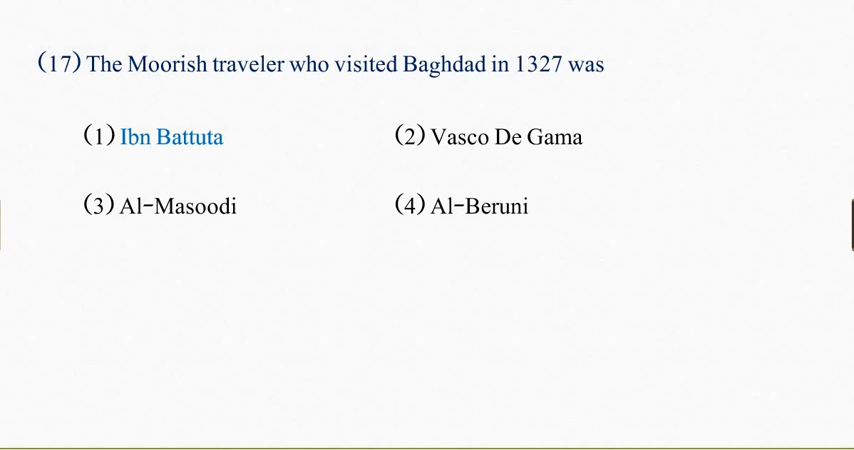 (17) The Moorish traveler who visited Baghdad in 1327 was
(1) Ibn Battuta (2) Vasco De Gama
(3) Al-Masoodi (4) Al-Beruni